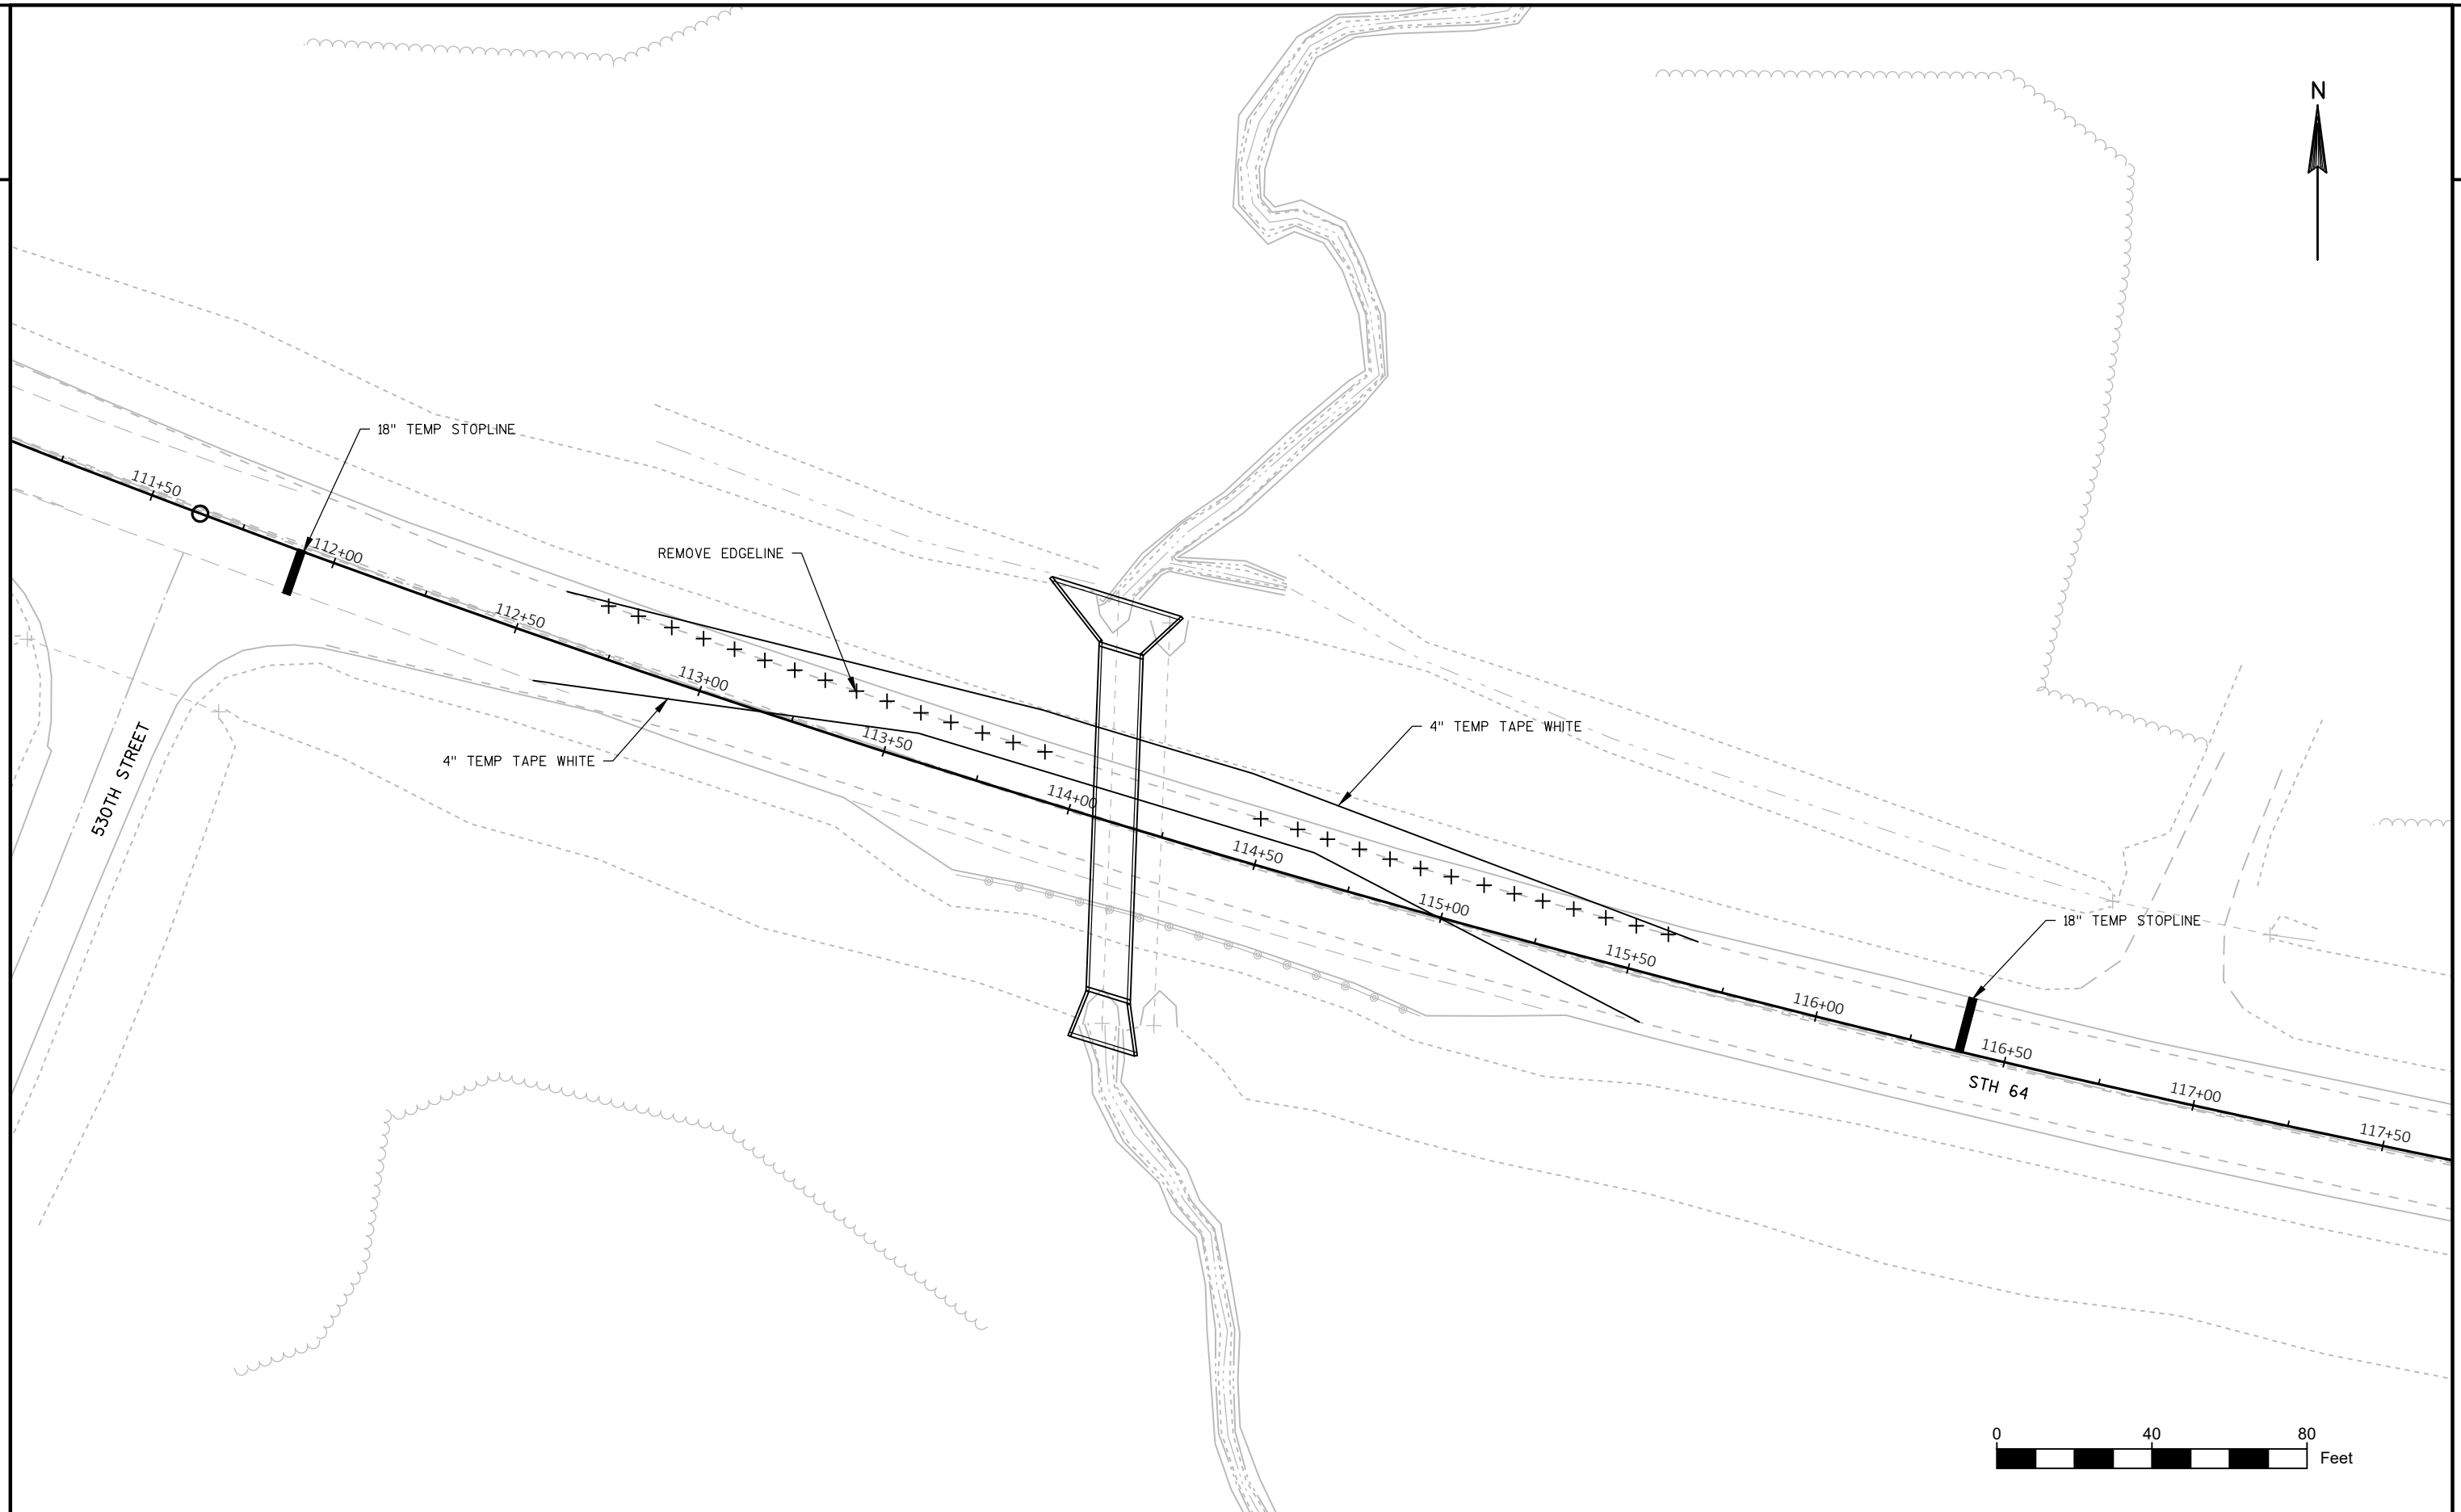 N
18" TEMP STOPLINE
111+50
112+00
REMOVE EDGELINE
112+50
113+00
4" TEMP TAPE WHITE
113+50
4" TEMP TAPE WHITE
530TH STREET
114+00
114+50
115+00
18" TEMP STOPLINE
115+50
116+00
116+50
STH 64
117+00
117+50
0 40 80
Feet